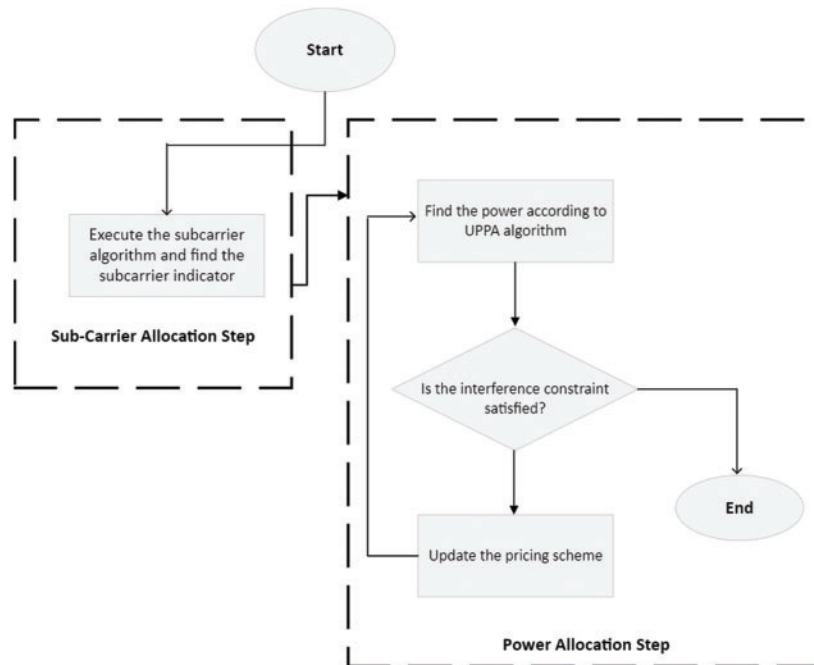 Start
Execute the subcarrier
algorithm and find the
subcarrier indicator
Sub-Carrier Allocation Step
Find the power according to
UPPA algorithm
Is the interference constraint
satisfied?
End
Update the pricing scheme
Power Allocation Step